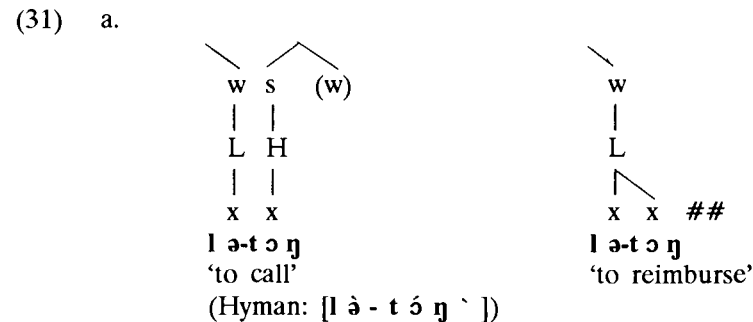 (31) a.
w s (w) w
L H L
x x x x ##
l ə-t ɔ ŋ l ə-t ɔ ŋ
'to call' 'to reimburse'
(Hyman: [l ə̀ - t ɔ́ ŋ ˋ ])